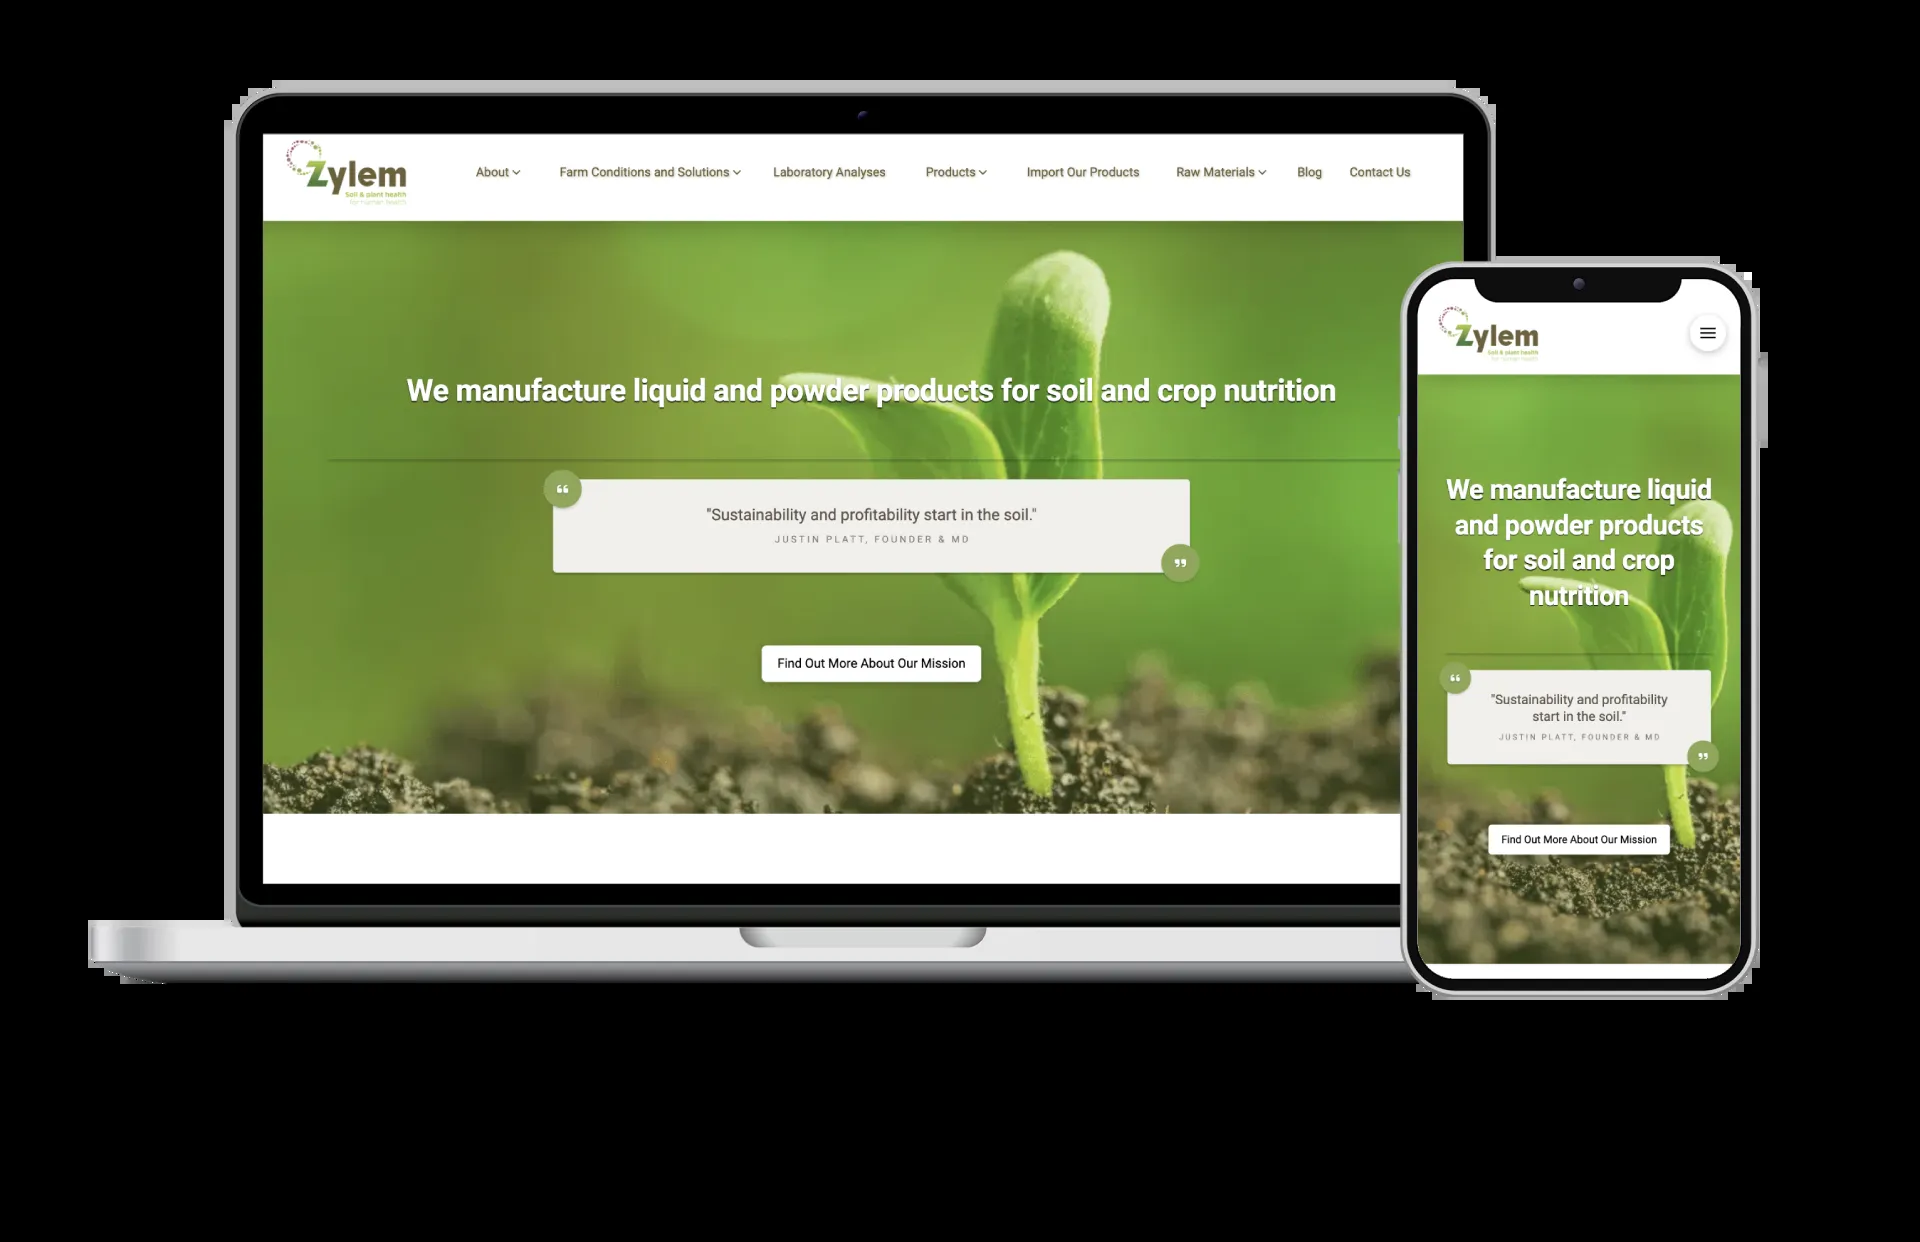 Zylem
Soil & plant health
for human health
About
Farm Conditions and Solutions
Laboratory Analyses
Products
Import Our Products
Raw Materials
Blog
Contact Us
We manufacture liquid and powder products for soil and crop nutrition
"Sustainability and profitability start in the soil."
JUSTIN PLATT, FOUNDER & MD
Find Out More About Our Mission
Zylem
Soil & plant health
for human health
We manufacture liquid
and powder products
for soil and crop
nutrition
"Sustainability and profitability
start in the soil."
JUSTIN PLATT, FOUNDER & MD
Find Out More About Our Mission